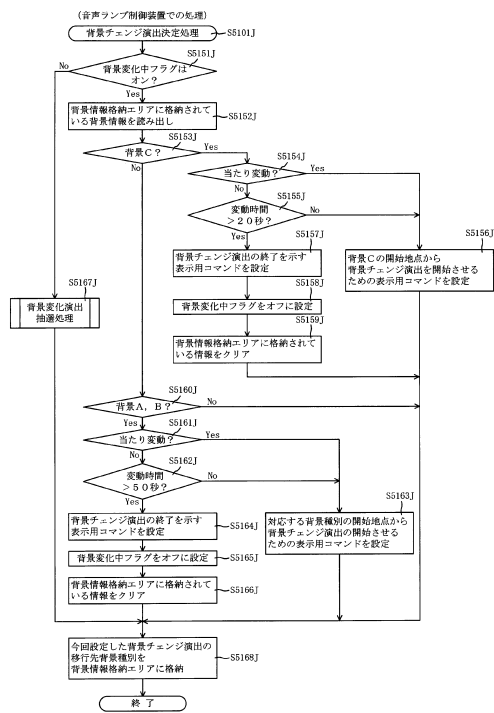 (音声ランプ制御装置での処理)
背景チェンジ演出決定処理
S5101J
S5151J
背景変化中フラグは
オン?
No
Yes
背景情報格納エリアに格納されて
いる背景情報を読み出し
S5152J
S5153J
背景C?
Yes
No
S5154J
当たり変動?
Yes
No
S5155J
変動時間
>20秒?
No
Yes
S5157J
背景チェンジ演出の終了を示す
表示用コマンドを設定
S5156J
背景Cの開始地点から
背景チェンジ演出を開始させる
ための表示用コマンドを設定
S5158J
背景変化中フラグをオフに設定
S5167J
背景変化演出
抽選処理
S5159J
背景情報格納エリアに格納されて
いる情報をクリア
S5160J
背景A,B?
No
Yes
S5161J
当たり変動?
Yes
No
S5162J
変動時間
>50秒?
No
Yes
S5163J
対応する背景種別の開始地点から
背景チェンジ演出の開始させる
ための表示用コマンドを設定
背景チェンジ演出の終了を示す
表示用コマンドを設定
S5164J
背景変化中フラグをオフに設定
S5165J
背景情報格納エリアに格納されて
いる情報をクリア
S5166J
今回設定した背景チェンジ演出の
移行先背景種別を
背景情報格納エリアに格納
S5168J
終了